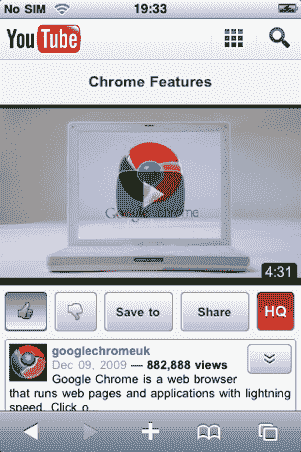 No SIM 19:33
YouTube
Chrome Features
Google chrome
4:31
Save to Share HQ
googlechromeuk
Dec 09, 2009 — 882,888 views
Google Chrome is a web browser
that runs web pages and applications with lightning
speed. Click o